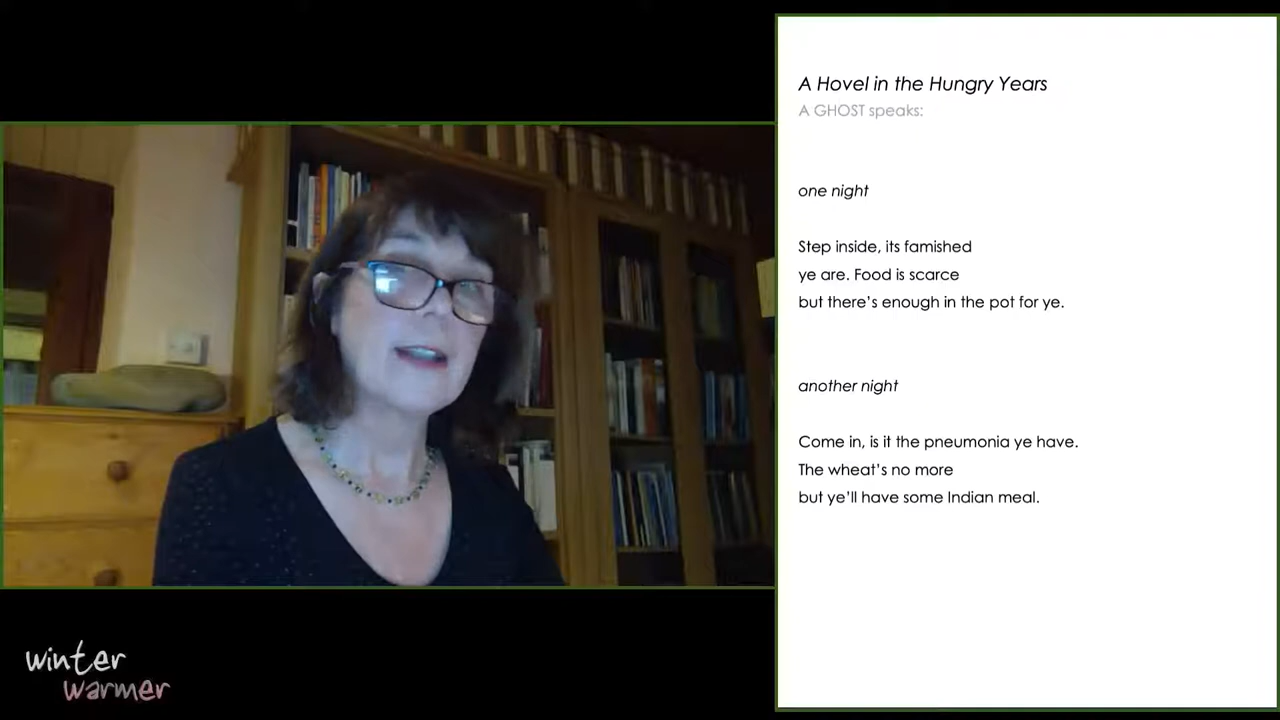 A Hovel in the Hungry Years
A GHOST speaks:
one night
Step inside, its famished
ye are. Food is scarce
but there's enough in the pot for ye.
another night
Come in, is it the pneumonia ye have.
The wheat's no more
but ye'll have some Indian meal.
winter
warmer